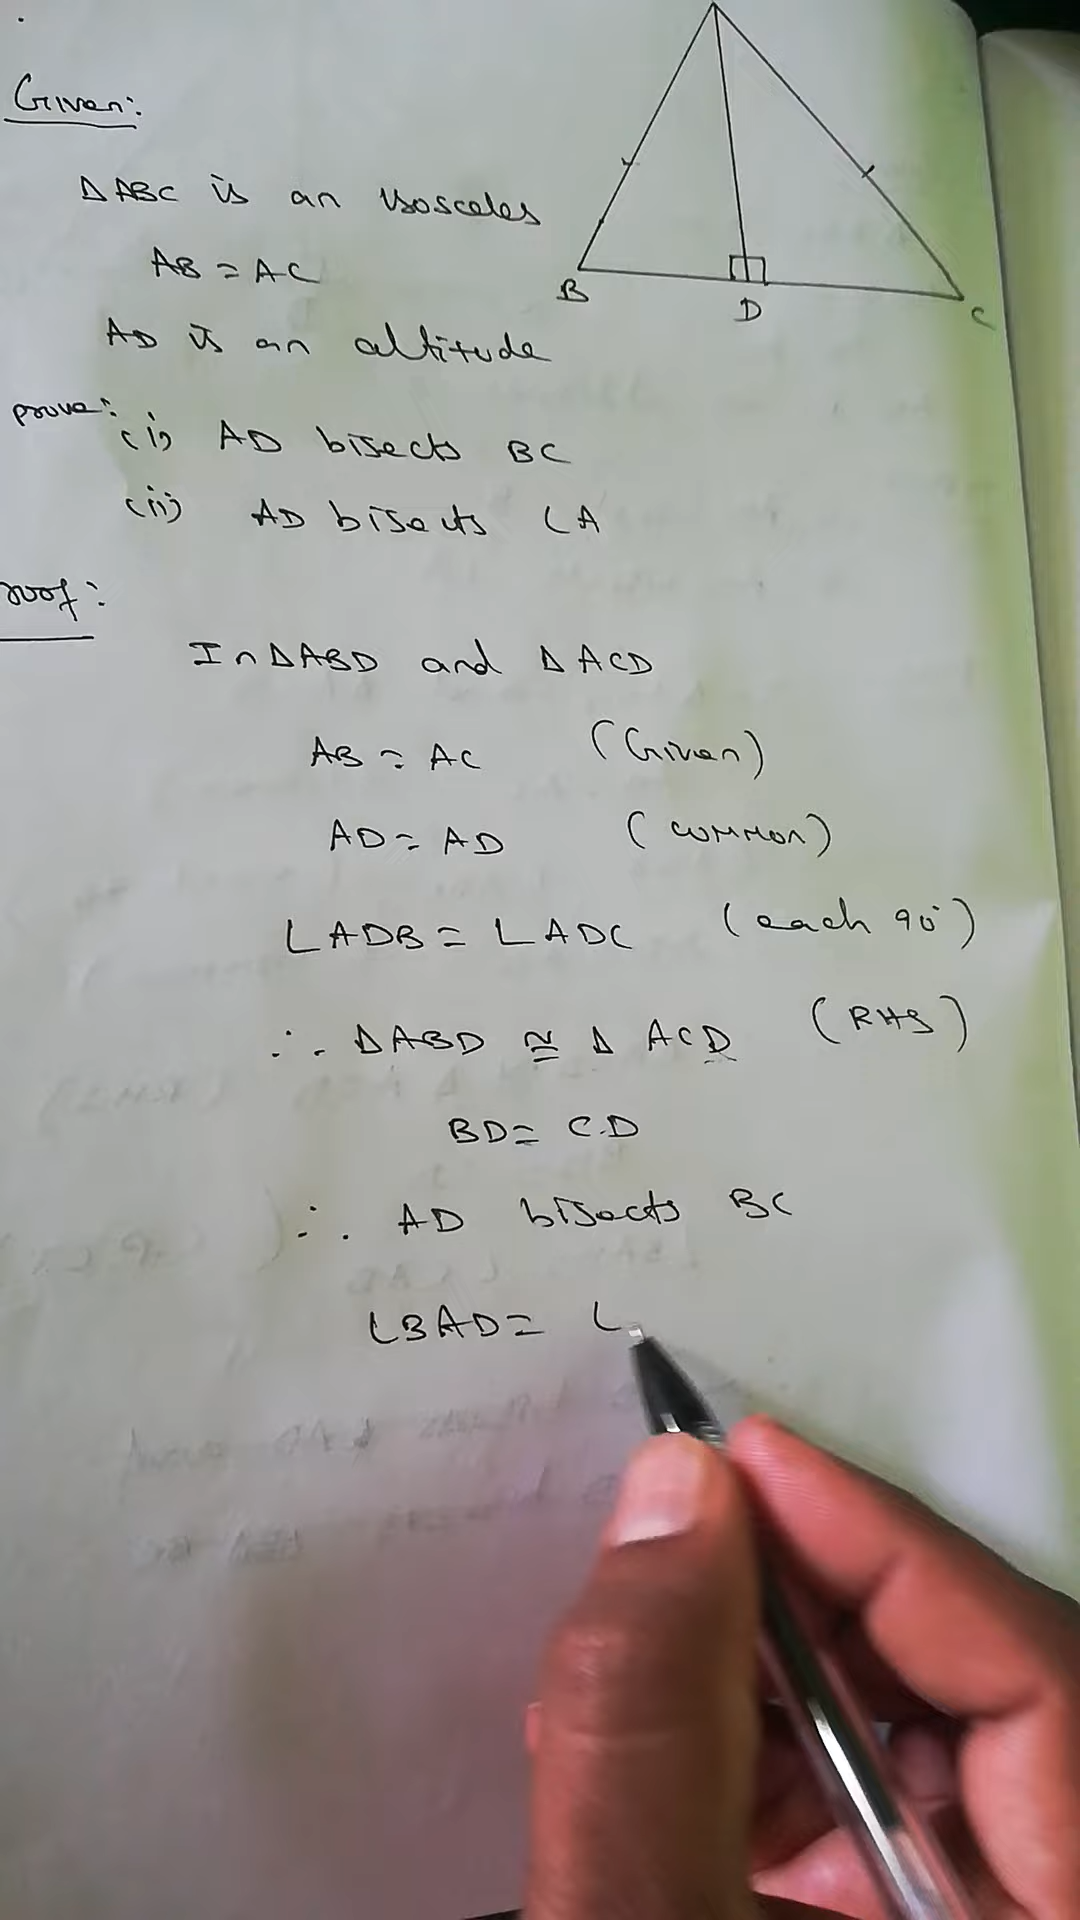 Given:
ΔABC is an isosceles
AB = AC
B
D
C
AD is an altitude
prove:
(i) AD bisects BC
(ii) AD bisects ∠A
roof:
In ΔABD and ΔACD
AB = AC (Given)
AD = AD (common)
∠ADB = ∠ADC (each 90°)
∴ ΔABD ≅ Δ ACD (RHS)
BD = CD
∴ AD bisects BC
∠BAD = ∠